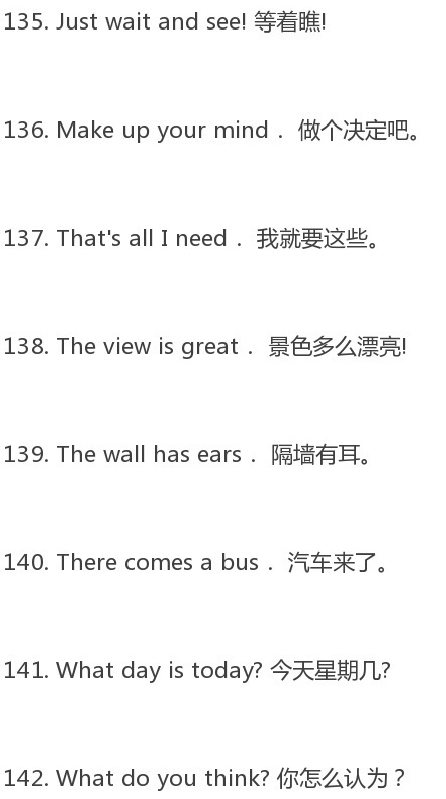 135. Just wait and see! 等着瞧!
136. Make up your mind． 做个决定吧。
137. That's all I need． 我就要这些。
138. The view is great． 景色多么漂亮!
139. The wall has ears． 隔墙有耳。
140. There comes a bus． 汽车来了。
141. What day is today? 今天星期几?
142. What do you think? 你怎么认为？